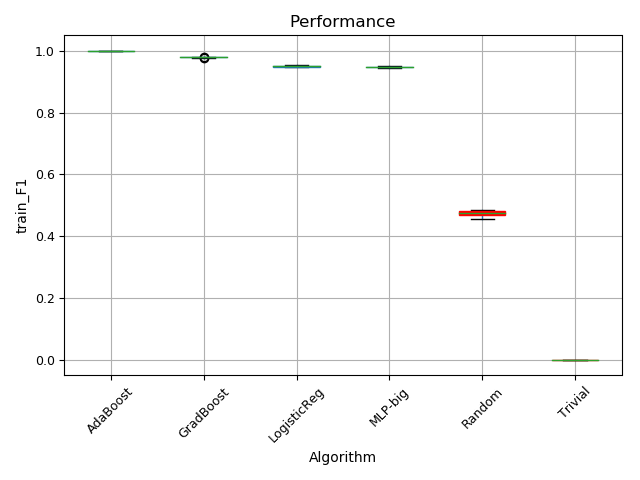 Performance
train_F1
1.0
0.8
0.6
0.4
0.2
0.0
AdaBoost
GradBoost
LogisticReg
MLP-big
Random
Trivial
Algorithm